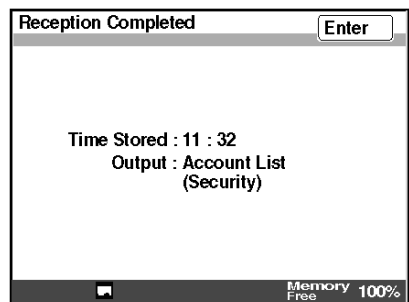 Reception Completed
Enter
Time Stored : 11 : 32
Output : Account List
(Security)
Memory
Free 100%